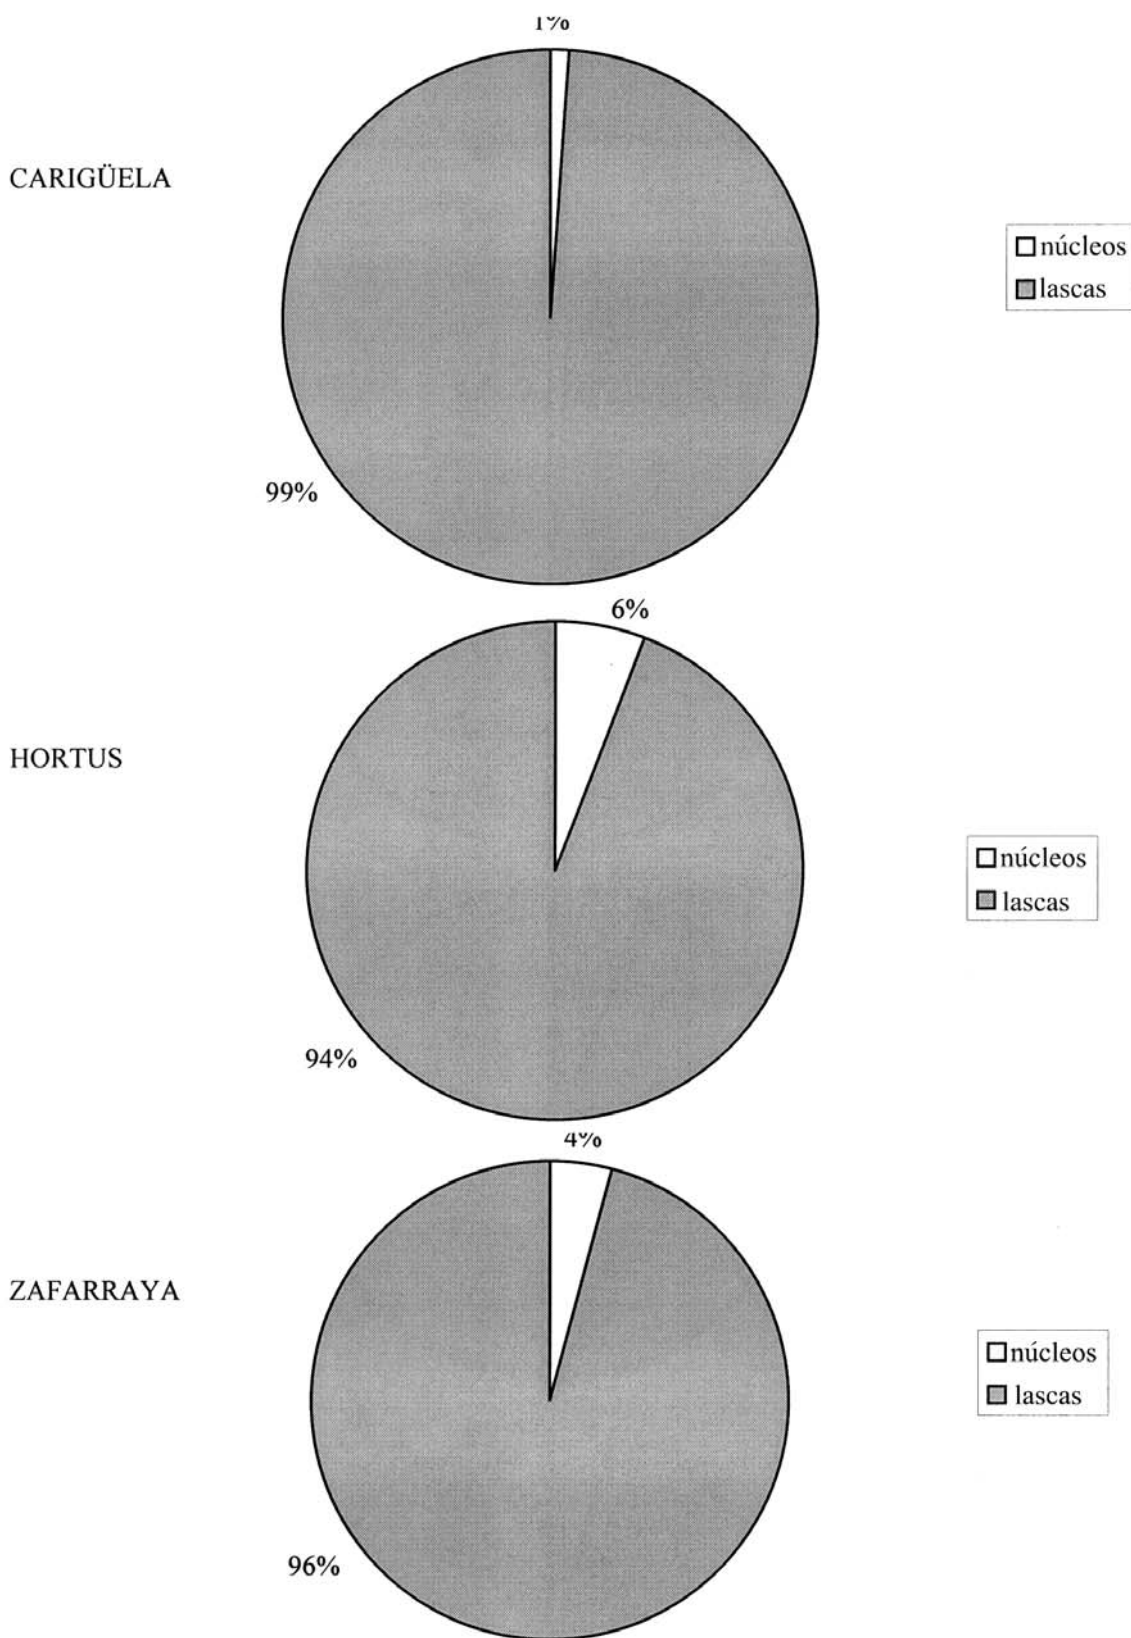 1%
CARIGÜELA
núcleos
lascas
99%
6%
HORTUS
núcleos
lascas
94%
4%
ZAFARRAYA
núcleos
lascas
96%